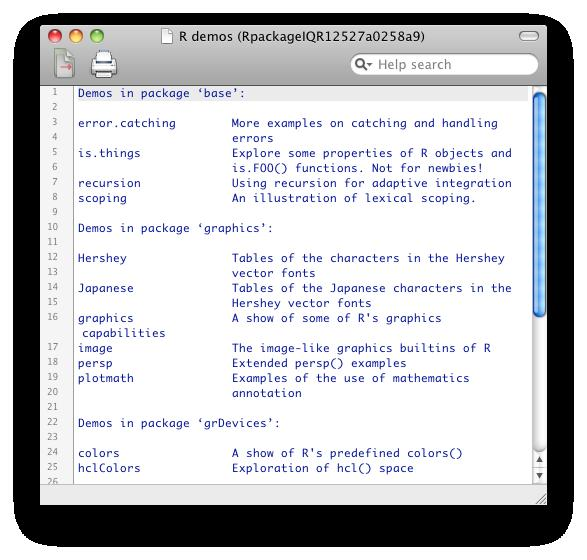 R demos (RpackageIQR12527a0258a9)
Help search
1 Demos in package ‘base’:
2
3 error.catching More examples on catching and handling
4 errors
5 is.things Explore some properties of R objects and
6 is.FOO() functions. Not for newbies!
7 recursion Using recursion for adaptive integration
8 scoping An illustration of lexical scoping.
9
10 Demos in package ‘graphics’:
11
12 Hershey Tables of the characters in the Hershey
13 vector fonts
14 Japanese Tables of the Japanese characters in the
15 Hershey vector fonts
16 graphics A show of some of R's graphics
capabilities
17 image The image-like graphics builtins of R
18 persp Extended persp() examples
19 plotmath Examples of the use of mathematics
20 annotation
21
22 Demos in package ‘grDevices’:
23
24 colors A show of R's predefined colors()
25 hclColors Exploration of hcl() space
26